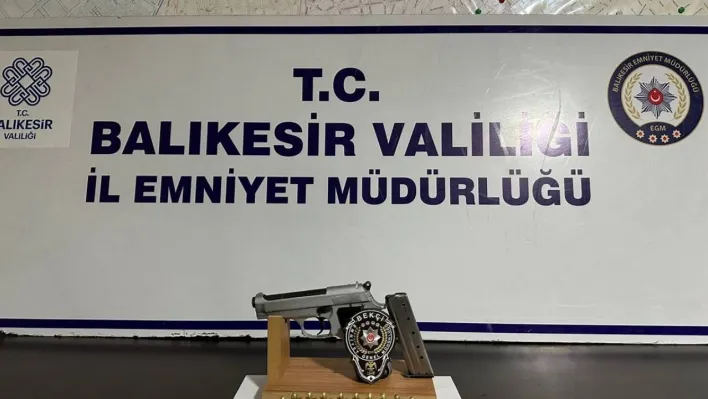 T.C.
BALIKESİR VALİLİĞİ
İL EMNİYET MÜDÜRLÜĞÜ
T.C.
BALIKESİR
VALİLİĞİ
BALIKESİR EMNİYET MÜDÜRLÜĞÜ
EGM
BEKÇİ